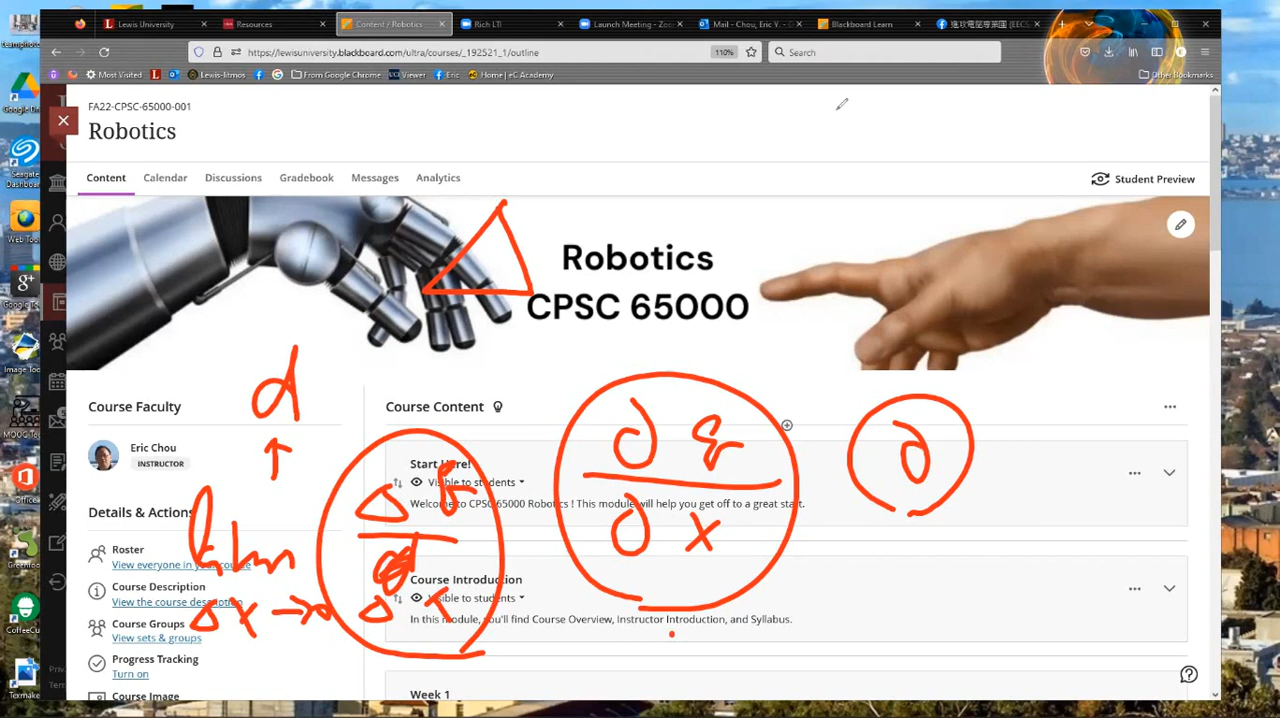 Lewis University
Resources
Content / Robotics
Rich LTI
Launch Meeting - Zoo
Mail - Chou, Eric V. - O
Blackboard Learn
https://lewisuniversity.blackboard.com/ultra/courses/_192521_1/outline
110%
Search
Most Visited
Lewis-litmos
From Google Chrome
Viewer
Eric
Home | eC Academy
Other Bookmarks
FA22-CPSC-65000-001
Robotics
Content
Calendar
Discussions
Gradebook
Messages
Analytics
Student Preview
Robotics
CPSC 65000
Course Faculty
Eric Chou
INSTRUCTOR
d
Details & Actions
Roster
View everyone in your course
Course Description
View the course description
Course Groups
View sets & groups
Progress Tracking
Turn on
Course Image
lim
Δx →
Δ
Δ
∂
∂ x
∂
Course Content
Start Here!
Visible to students
Welcome to CPSC 65000 Robotics ! This module will help you get off to a great start.
Course Introduction
Visible to students
In this module, you'll find Course Overview, Instructor Introduction, and Syllabus.
Week 1